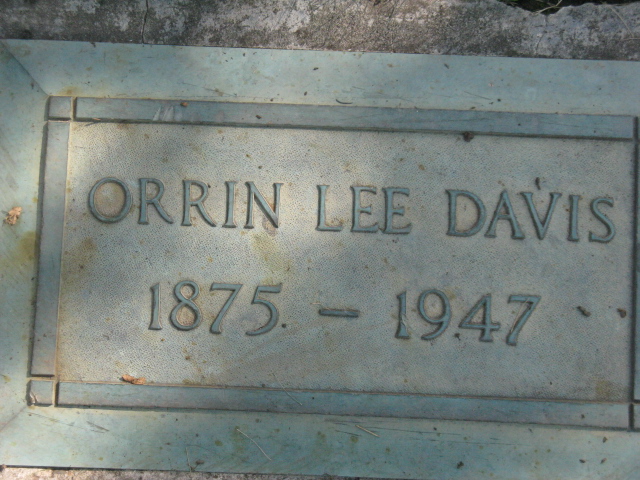 ORRIN LEE DAVIS
1875 – 1947